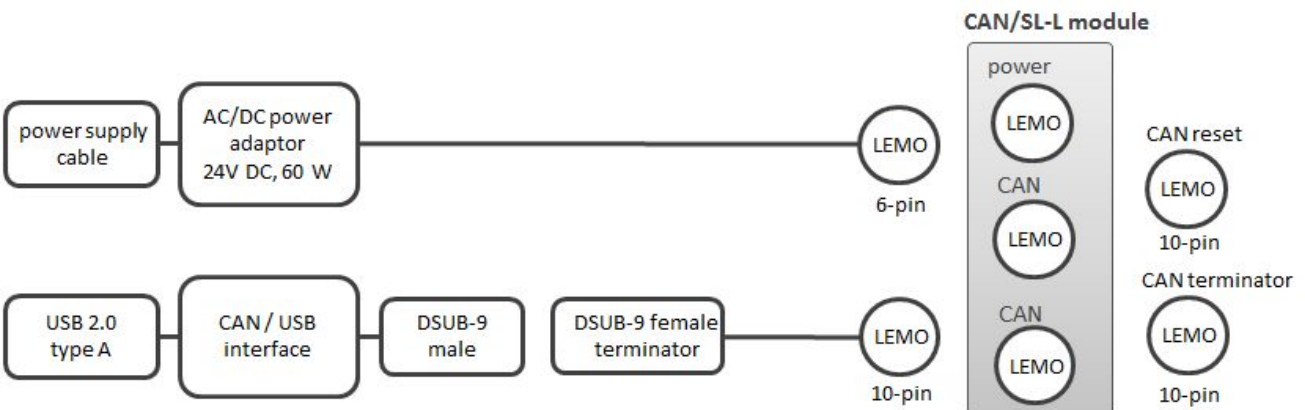 CAN/SL-L module
power
power supply
cable
AC/DC power
adaptor
24V DC, 60 W
LEMO
6-pin
LEMO
CAN
LEMO
CAN reset
LEMO
10-pin
USB 2.0
type A
CAN / USB
interface
DSUB-9
male
DSUB-9 female
terminator
LEMO
10-pin
CAN
LEMO
CAN terminator
LEMO
10-pin